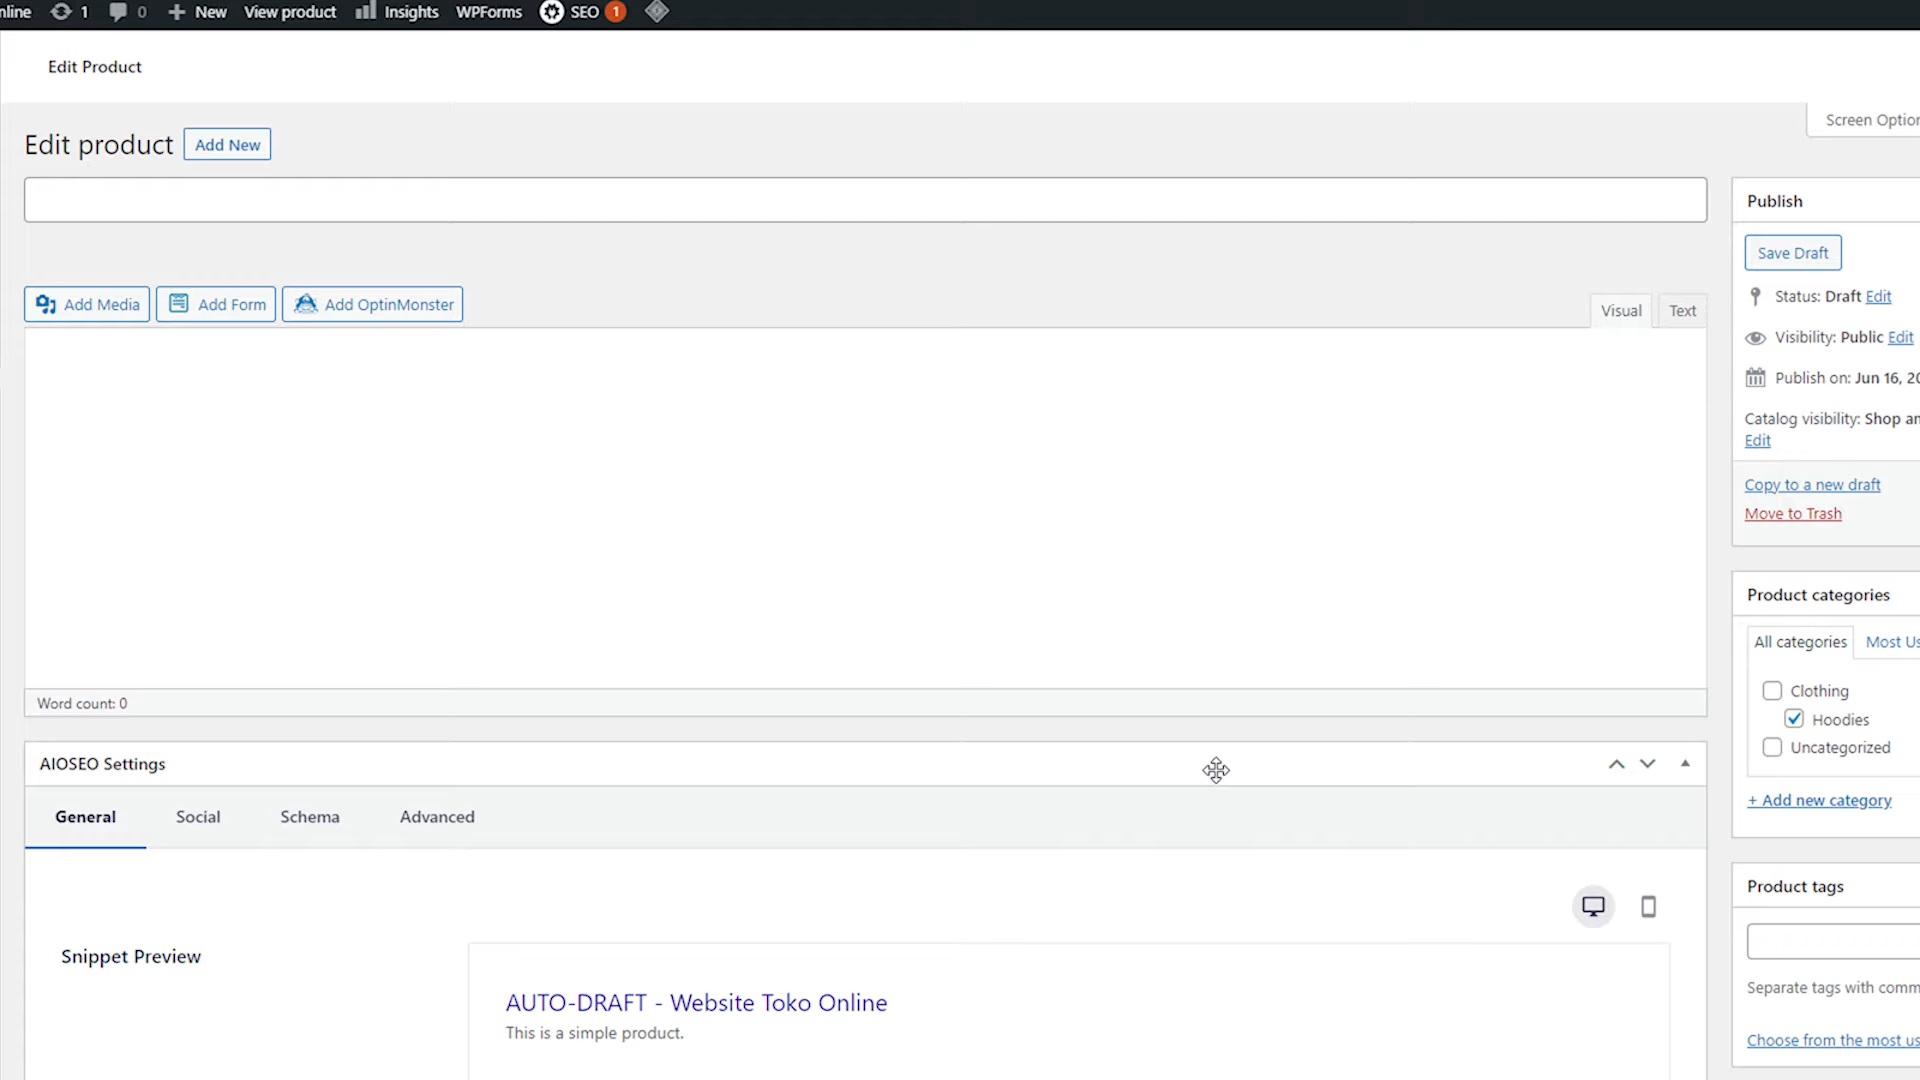 nline 1 0 New View product Insights WPForms SEO 1
Edit Product
Screen Option
Edit product Add New
Add Media Add Form Add OptinMonster
Visual Text
Word count: 0
AIOSEO Settings
General Social Schema Advanced
Snippet Preview
AUTO-DRAFT - Website Toko Online
This is a simple product.
Publish
Save Draft
Status: Draft Edit
Visibility: Public Edit
Publish on: Jun 16, 20
Catalog visibility: Shop an
Edit
Copy to a new draft
Move to Trash
Product categories
All categories Most Us
Clothing
Hoodies
Uncategorized
+ Add new category
Product tags
Separate tags with comm
Choose from the most us